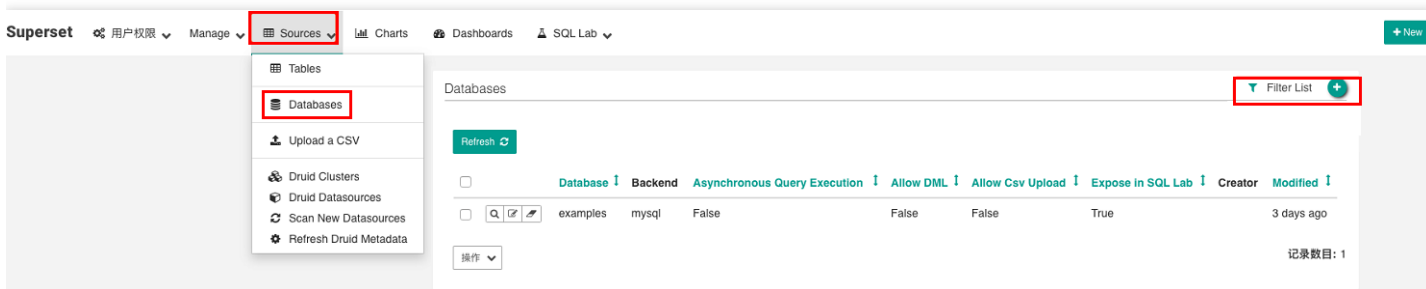 Superset 用户权限 Manage Sources Charts Dashboards SQL Lab + New
Tables
Databases
Upload a CSV
Druid Clusters
Druid Datasources
Scan New Datasources
Refresh Druid Metadata
Databases Filter List +
Refresh
Database Backend Asynchronous Query Execution Allow DML Allow Csv Upload Expose in SQL Lab Creator Modified
examples mysql False False False True 3 days ago
操作 记录数目: 1